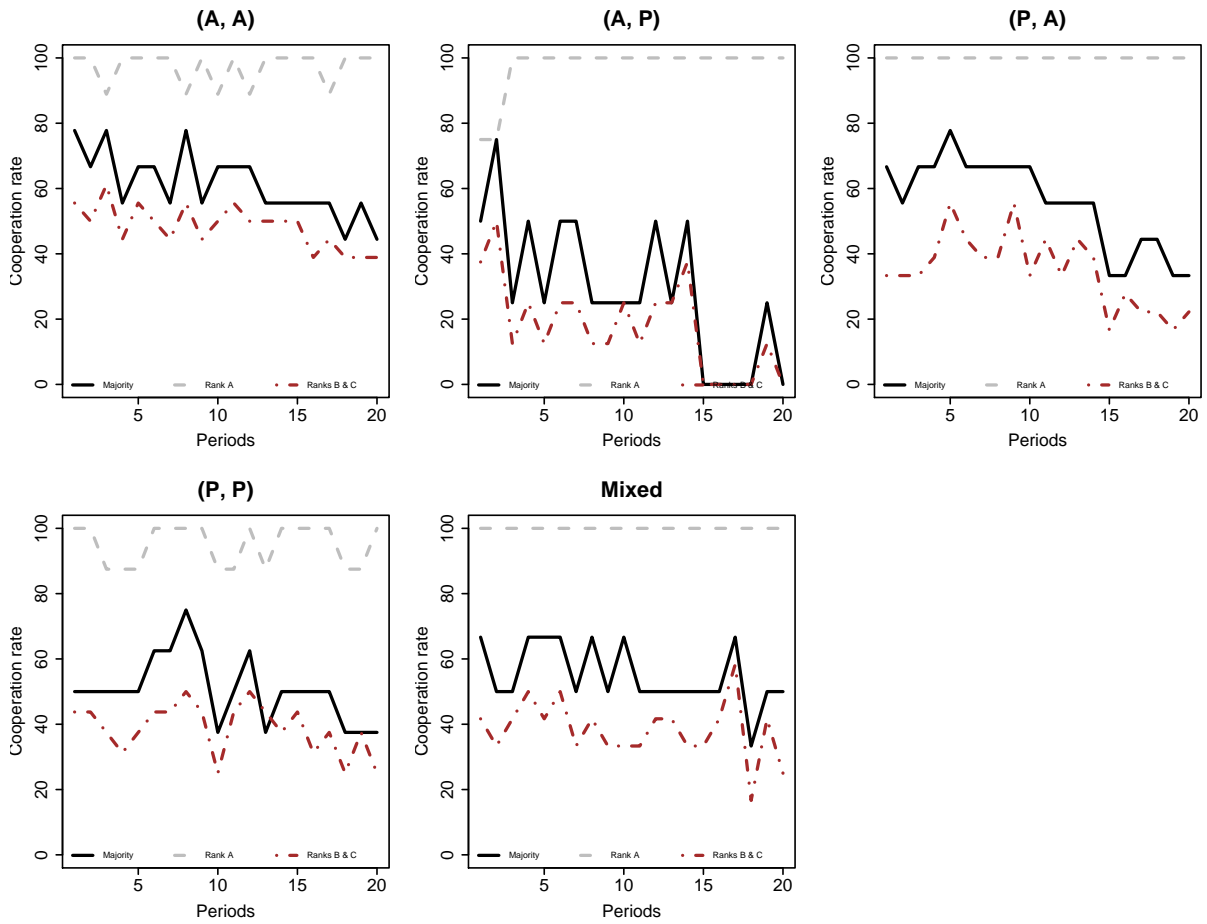 (A, A)
Cooperation rate
0 20 40 60 80 100
Majority Rank A Ranks B & C
5 10 15 20
Periods
(A, P)
Cooperation rate
0 20 40 60 80 100
Majority Rank A Ranks B & C
5 10 15 20
Periods
(P, A)
Cooperation rate
0 20 40 60 80 100
Majority Rank A Ranks B & C
5 10 15 20
Periods
(P, P)
Cooperation rate
0 20 40 60 80 100
Majority Rank A Ranks B & C
5 10 15 20
Periods
Mixed
Cooperation rate
0 20 40 60 80 100
Majority Rank A Ranks B & C
5 10 15 20
Periods